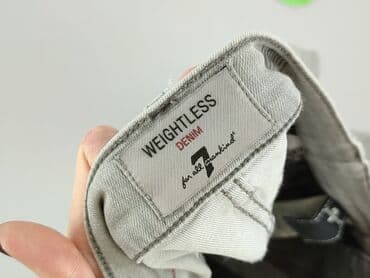 WEIGHTLESS
DENIM
7
for all mankind®